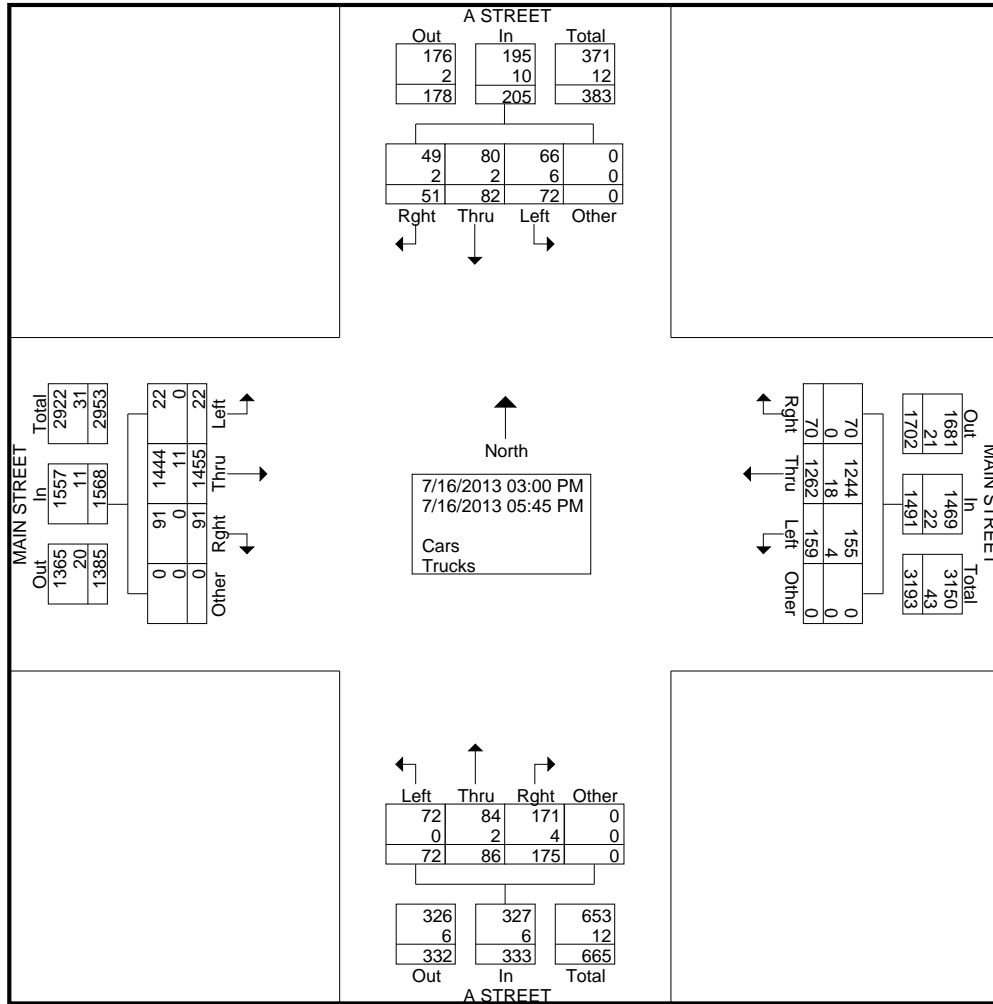 A STREET
Out In Total
176 195 371
2 10 12
178 205 383
49 80 66 0
2 2 6 0
51 82 72 0
Rght Thru Left Other
MAIN STREET
Total In Out
2922 1557 1365
31 11 20
2953 1568 1385
22 1444 91 0
0 11 0 0
22 1455 91 0
Left Thru Rght Other
North
7/16/2013 03:00 PM
7/16/2013 05:45 PM
Cars
Trucks
Rght Thru Left Other
70 1262 159 0
0 18 4 0
70 1244 155 0
Out In Total
1681 1469 3150
21 22 43
1702 1491 3193
MAIN STREET
Left Thru Rght Other
72 84 171 0
0 2 4 0
72 86 175 0
326 327 653
6 6 12
332 333 665
Out In Total
A STREET